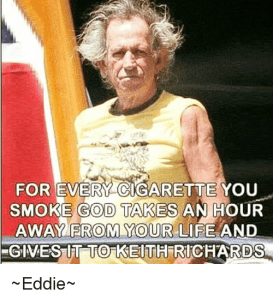 FOR EVERY CIGARETTE YOU
SMOKE GOD TAKES AN HOUR
AWAY FROM YOUR LIFE AND
GIVES IT TO KEITH RICHARDS
~Eddie~